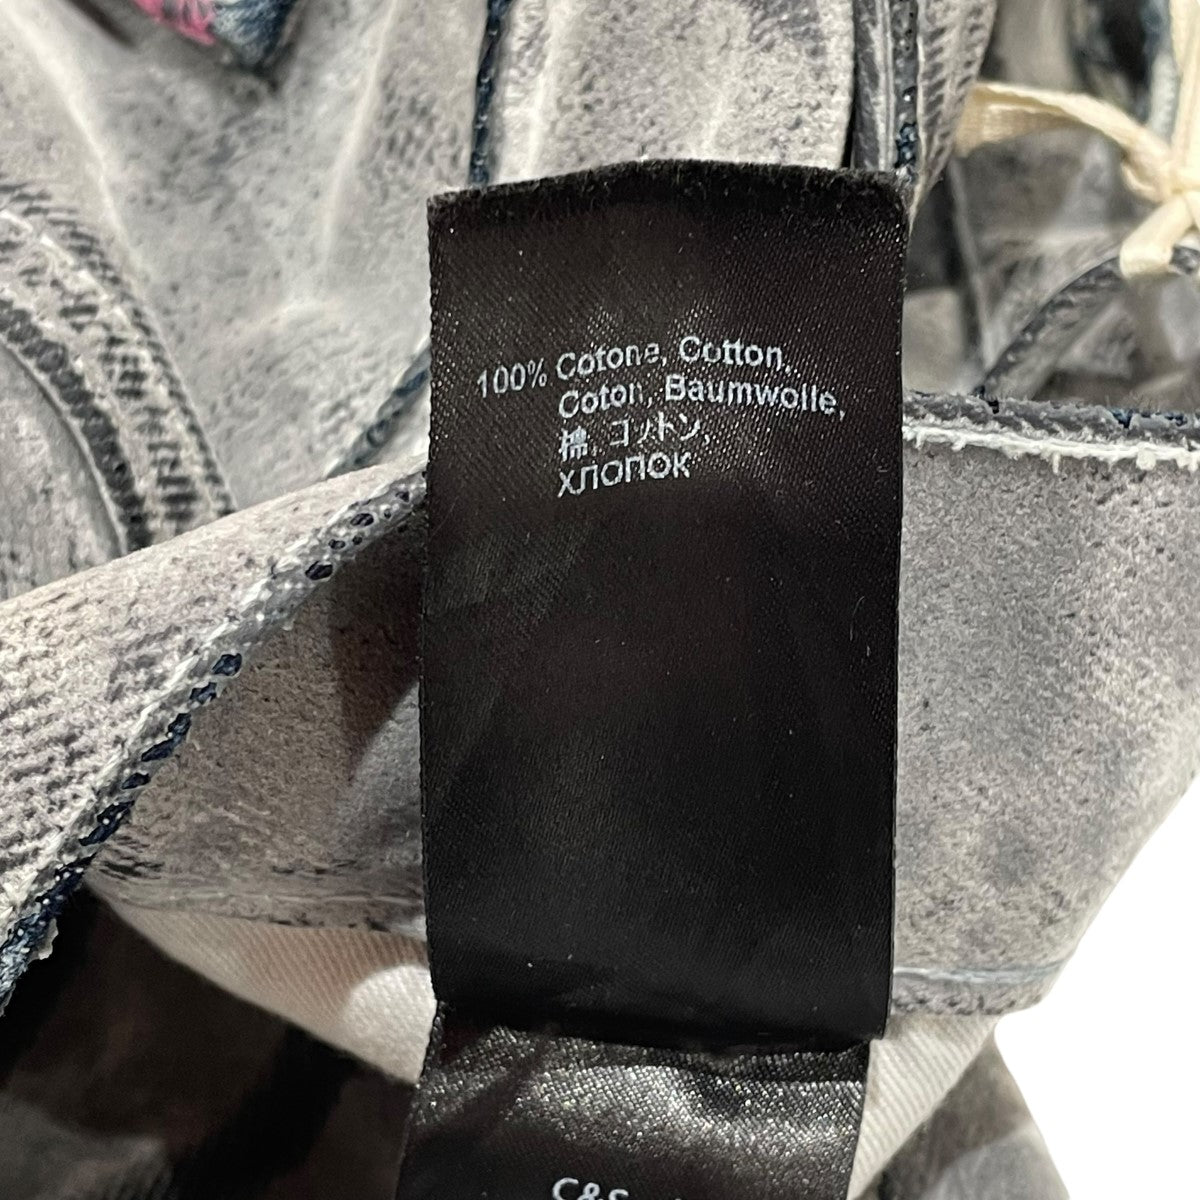 100% Cotone, Cotton,
Coton, Baumwolle,
棉, コットン,
ХЛОПОК
C&S